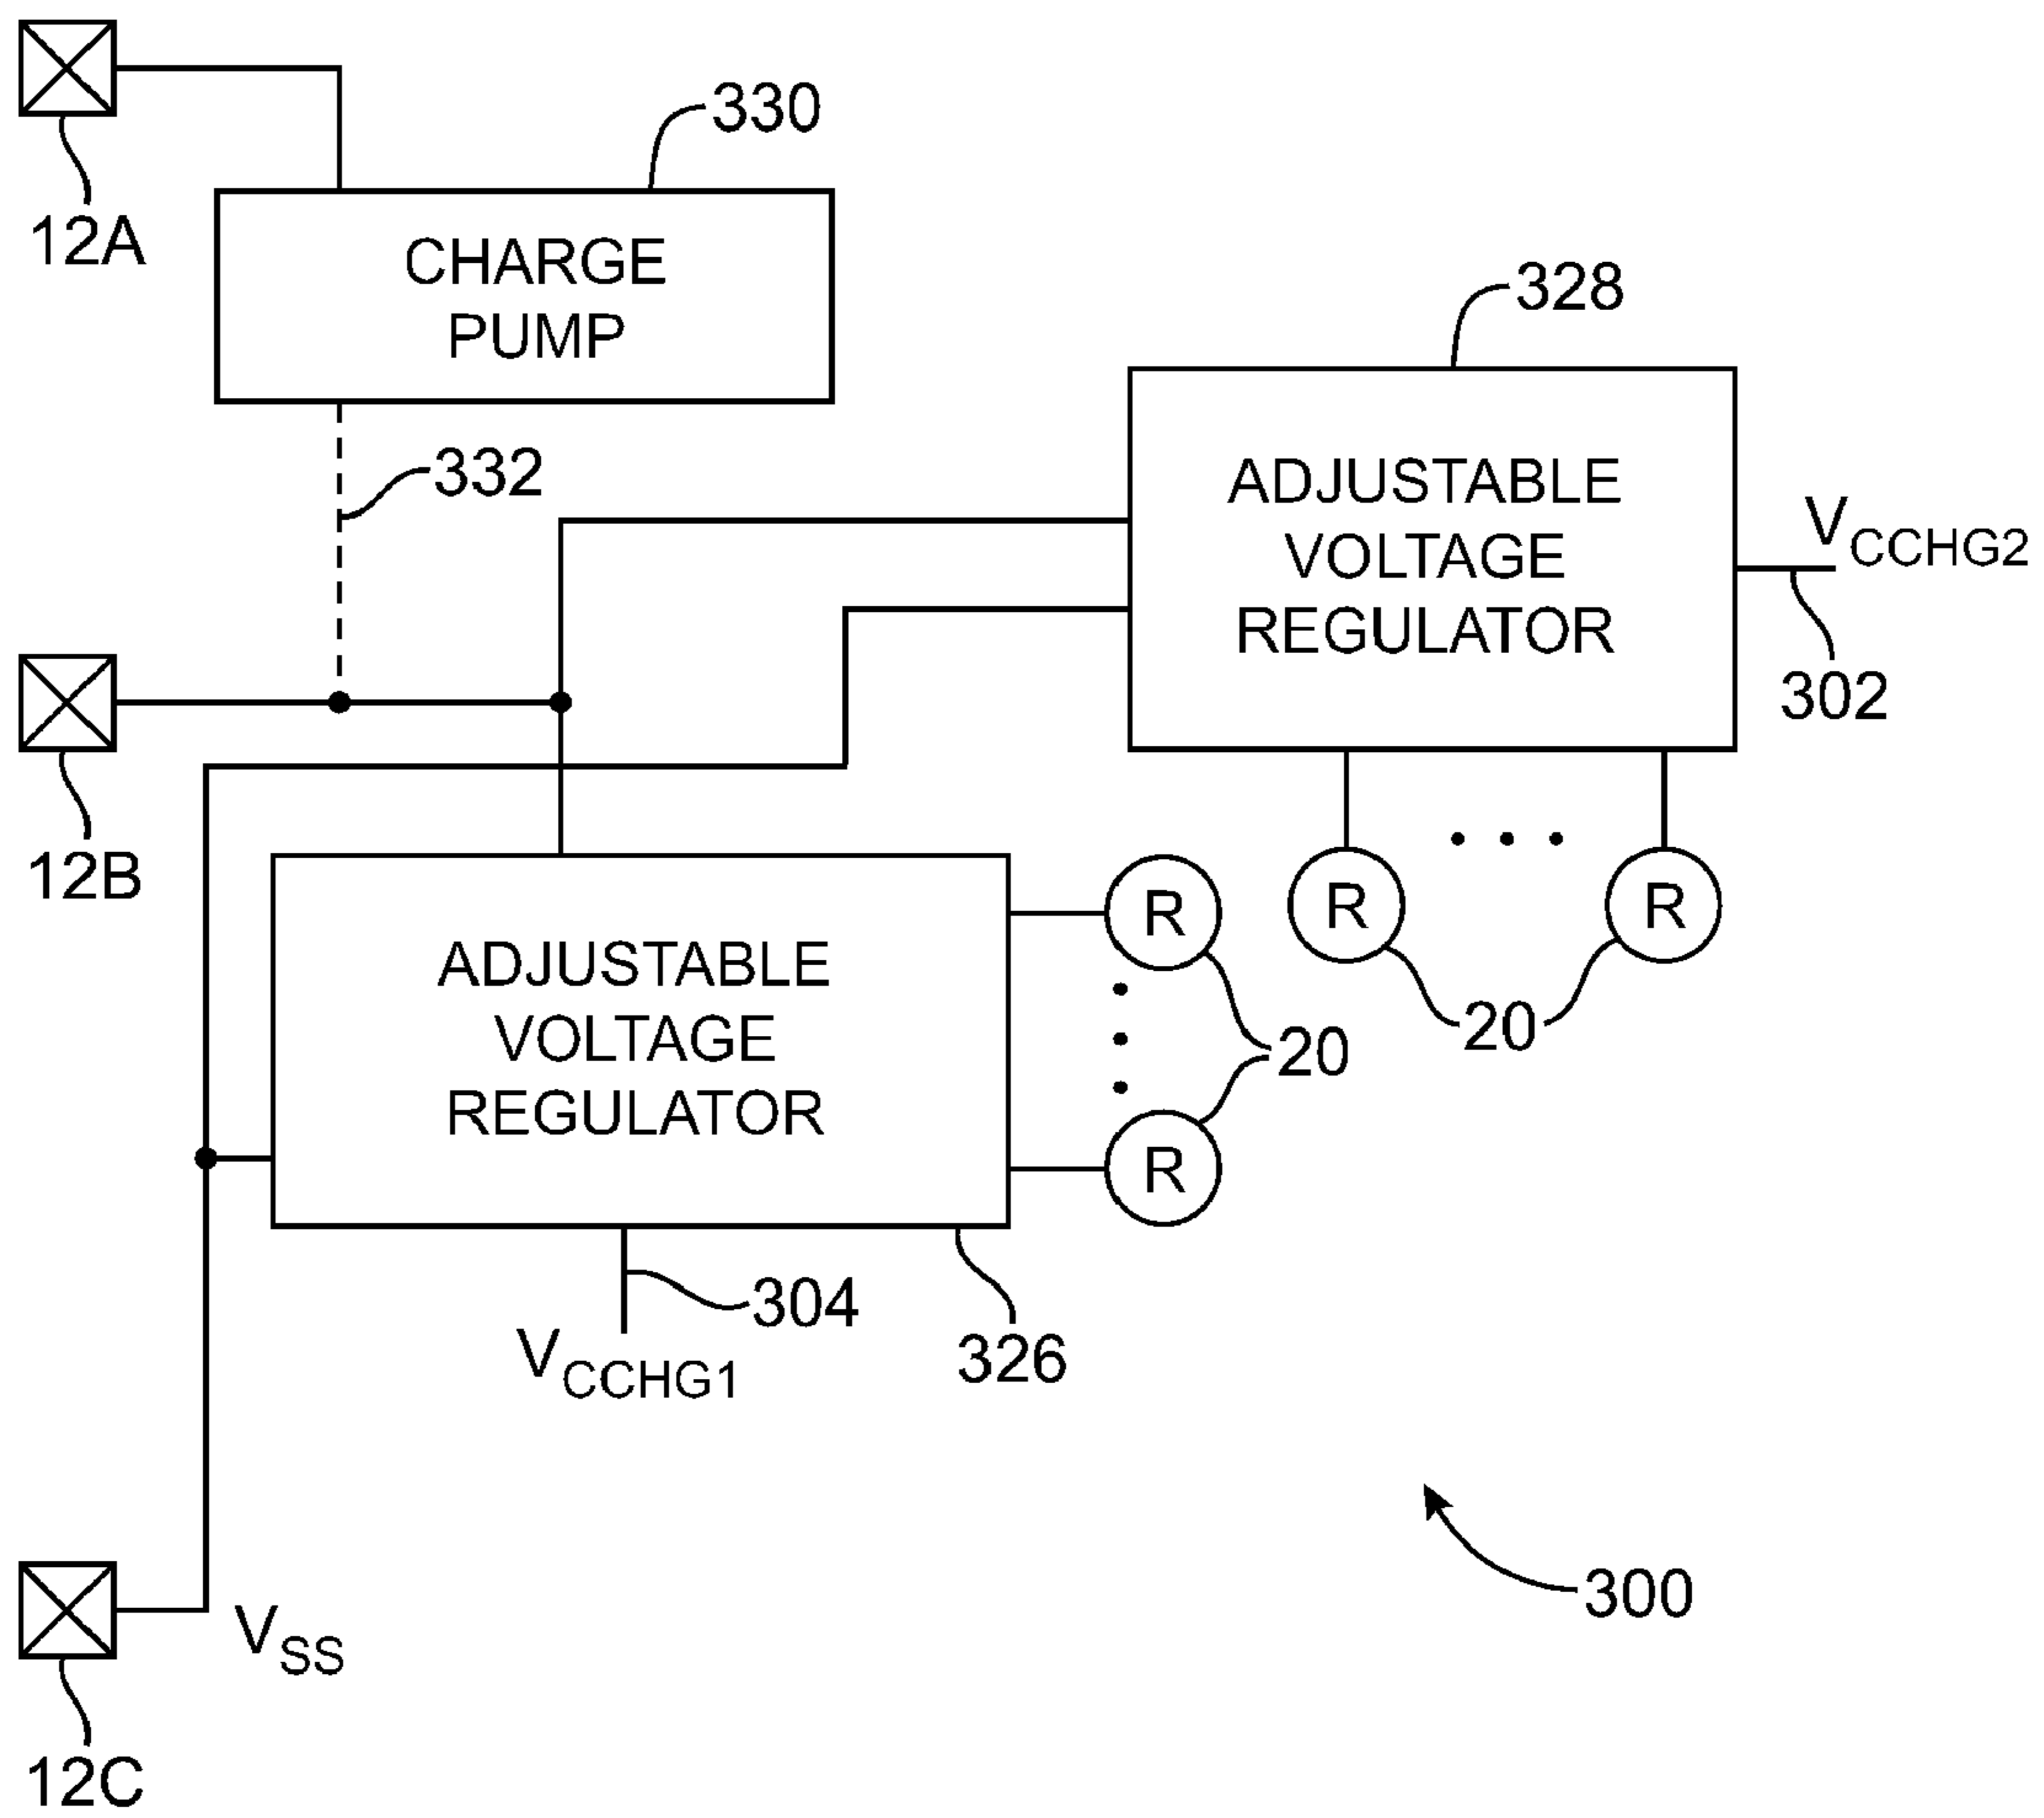 330
12A
CHARGE
PUMP
328
332
ADJUSTABLE
VOLTAGE
REGULATOR
VCCHG2
302
12B
R
R
R
ADJUSTABLE
VOLTAGE
REGULATOR
20
20
R
304
VCCHG1
326
300
VSS
12C